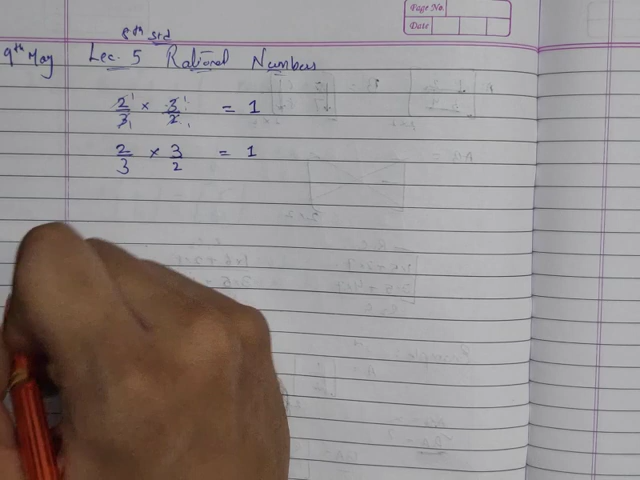 Page No.
Date
8th std
9th May Lec. 5 Rational Numbers
2/3 × 3/2 = 1
2/3 × 3/2 = 1